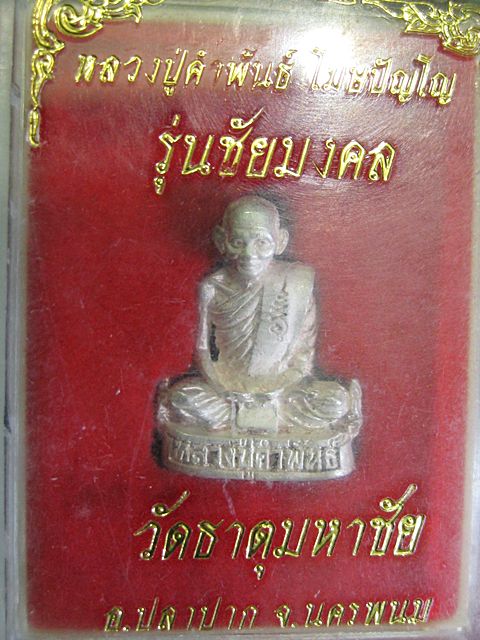 หลวงปู่คำพันธ์ โฆษปัญโญ
รุ่นชัยมงคล
หลวงปู่คำพันธ์
วัดธาตุมหาชัย
อ.ปลาปาก จ.นครพนม